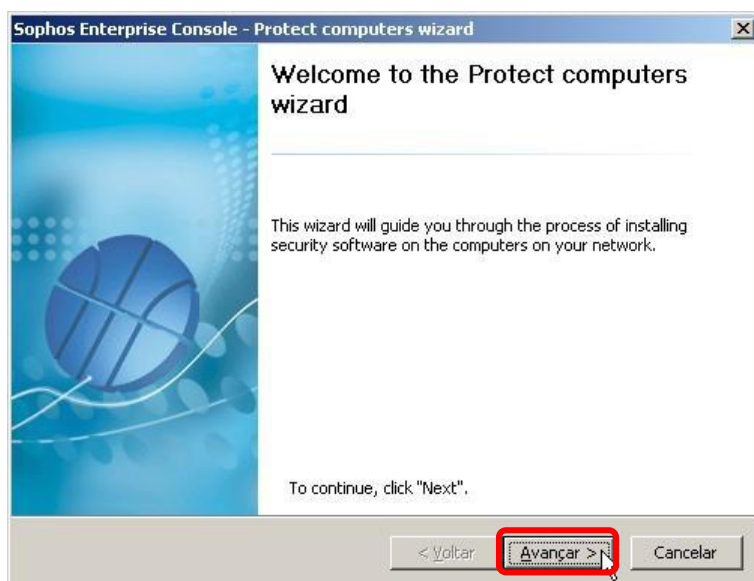 Sophos Enterprise Console - Protect computers wizard
Welcome to the Protect computers
wizard
This wizard will guide you through the process of installing
security software on the computers on your network.
To continue, click "Next".
< Voltar Avançar > Cancelar